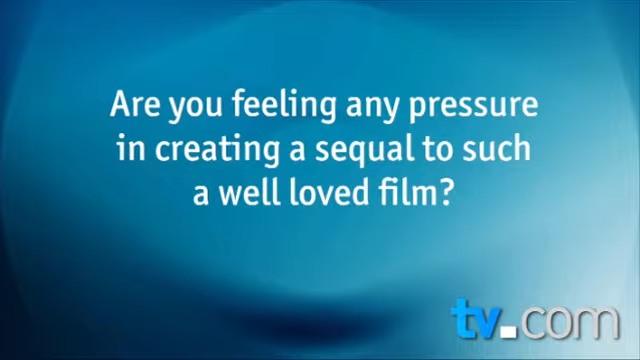 Are you feeling any pressure
in creating a sequal to such
a well loved film?
tv.com